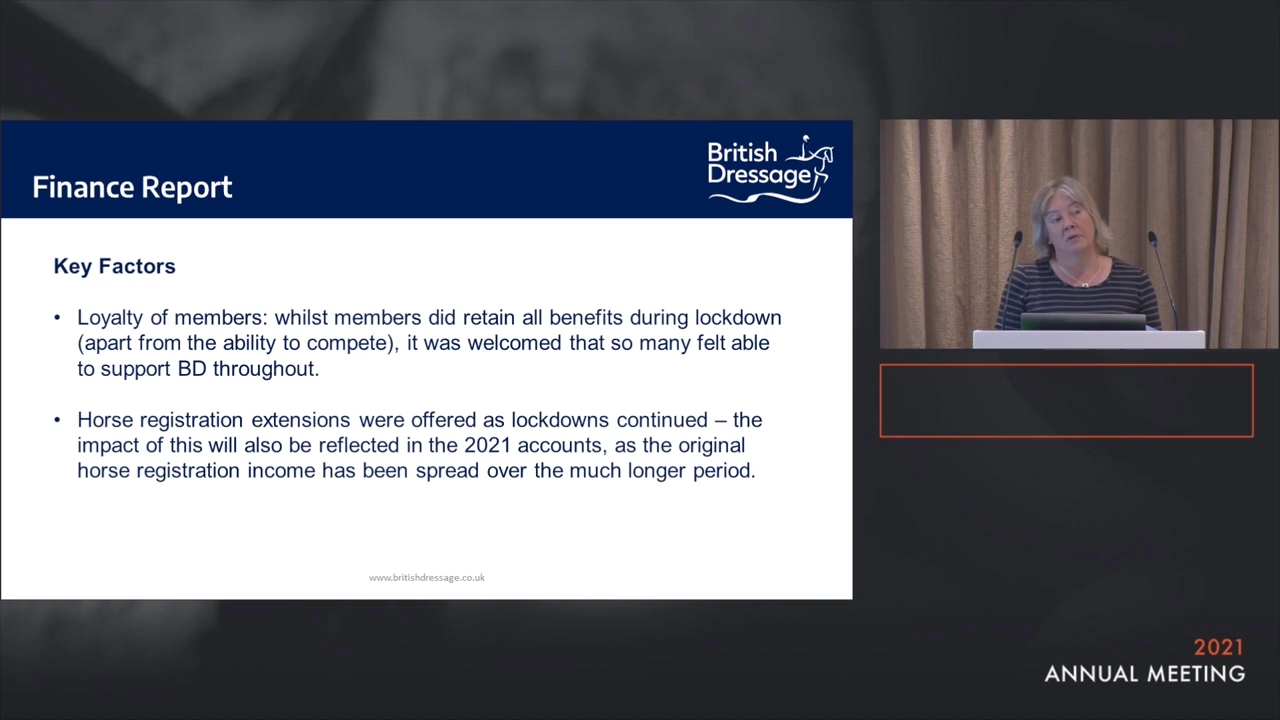 British
Dressage
Finance Report
Key Factors
• Loyalty of members: whilst members did retain all benefits during lockdown
(apart from the ability to compete), it was welcomed that so many felt able
to support BD throughout.
• Horse registration extensions were offered as lockdowns continued – the
impact of this will also be reflected in the 2021 accounts, as the original
horse registration income has been spread over the much longer period.
www.britishdressage.co.uk
2021
ANNUAL MEETING